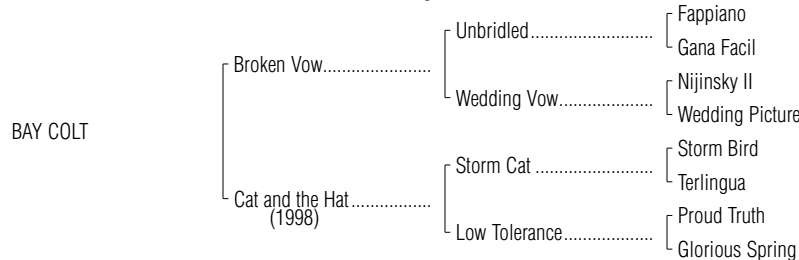 Fappiano
Unbridled............................
Gana Facil
Broken Vow.........................
Nijinsky II
Wedding Vow......................
Wedding Picture
BAY COLT
Storm Bird
Storm Cat ...........................
Terlingua
Cat and the Hat..................
(1998)
Proud Truth
Low Tolerance....................
Glorious Spring